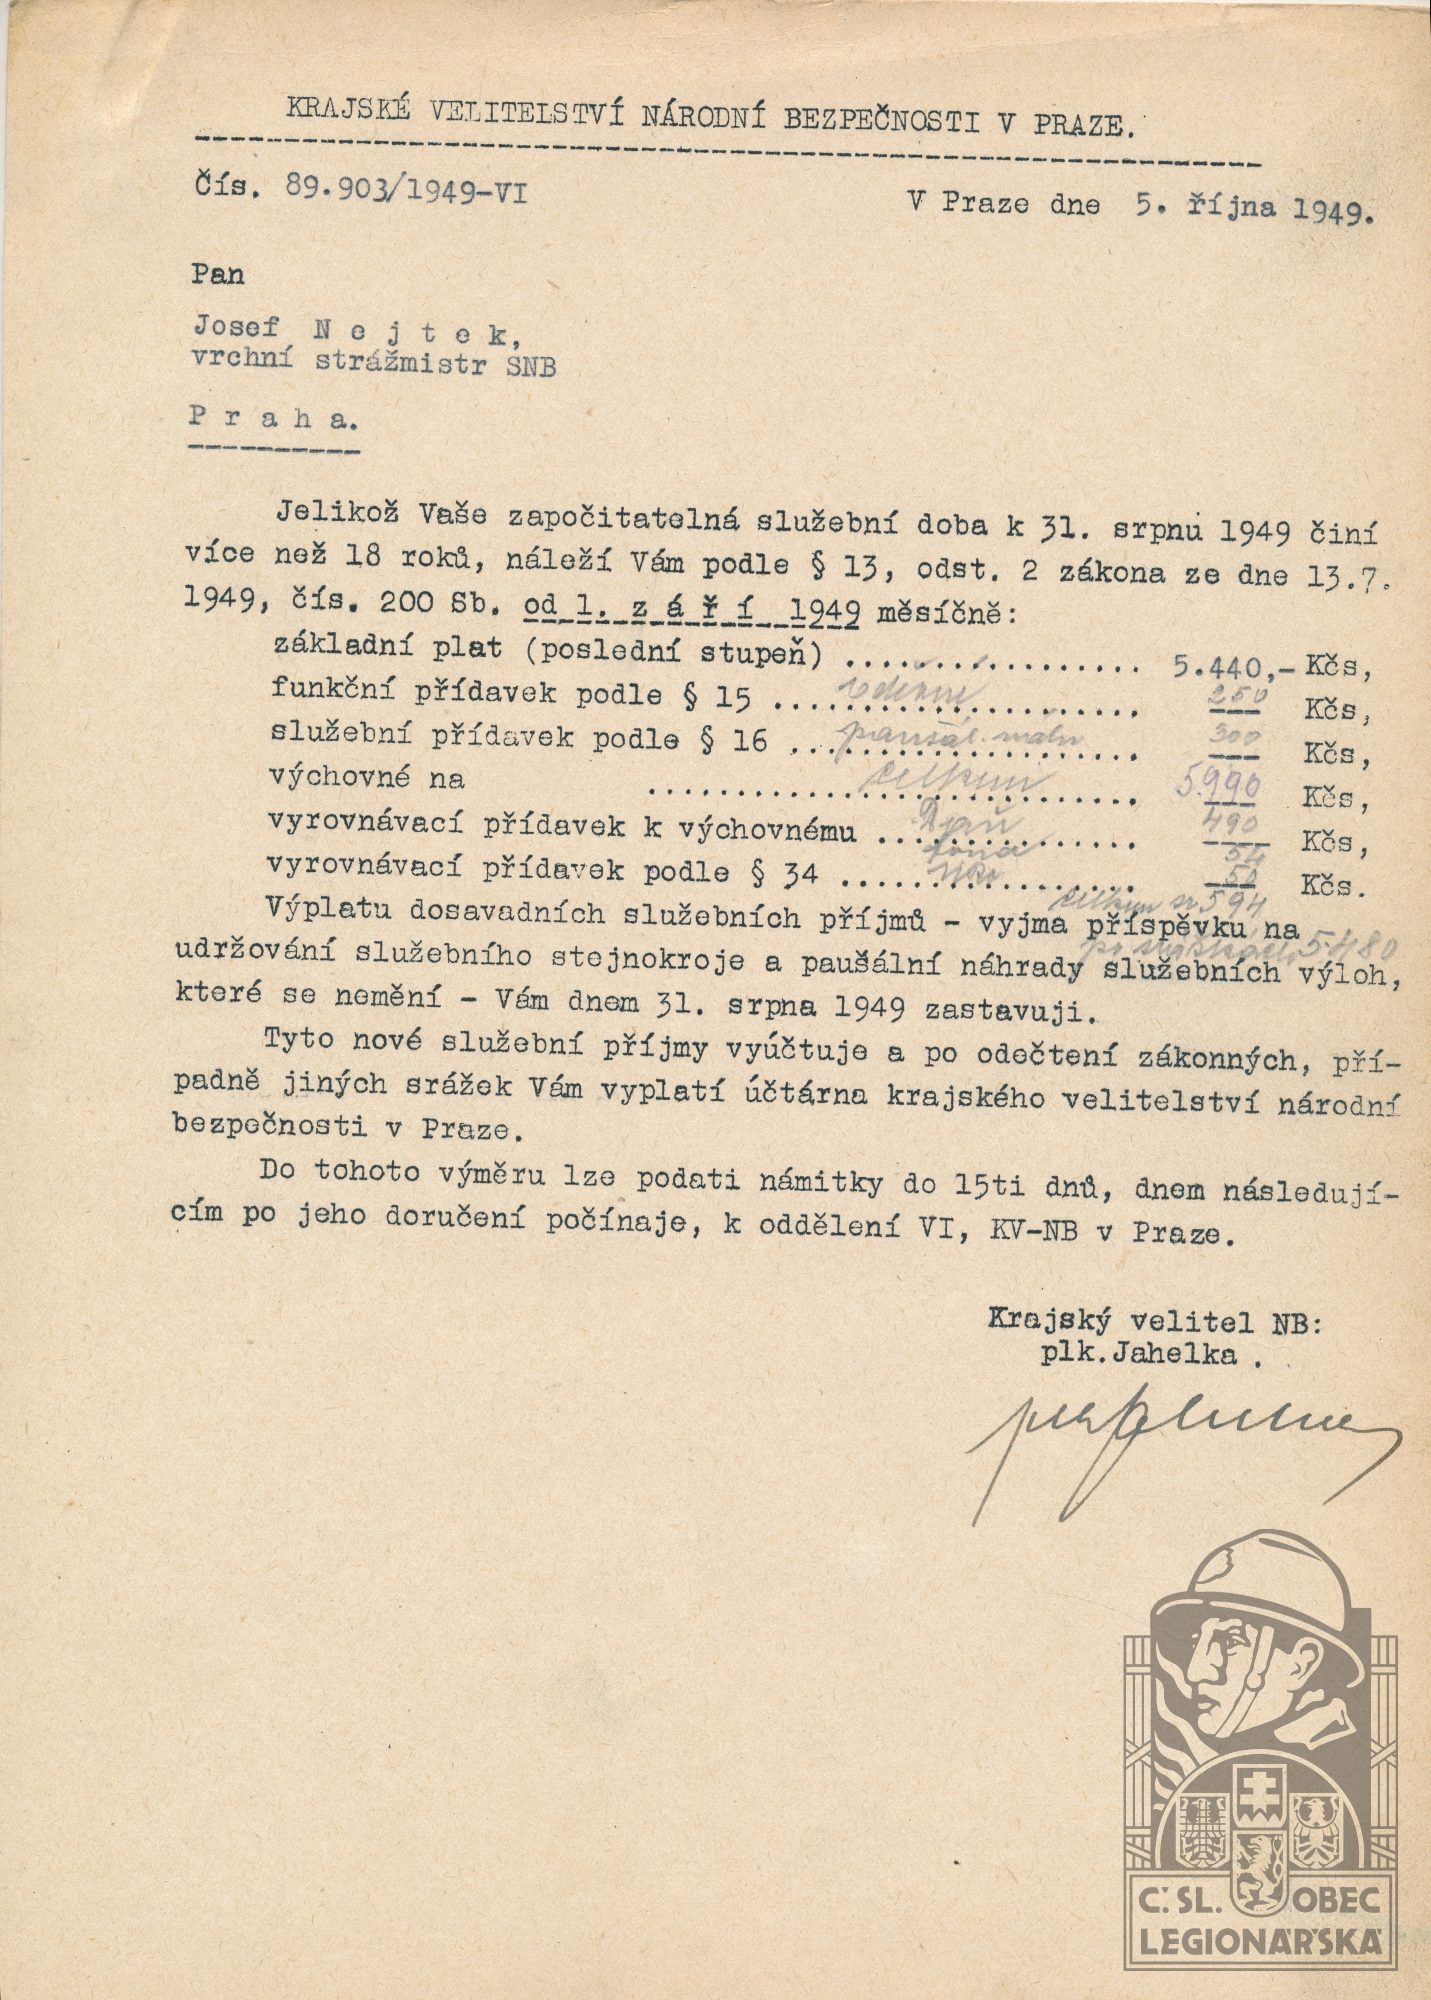 KRAJSKÉ VELITELSTVÍ NÁRODNÍ BEZPEČNOSTI V PRAZE.
Čís. 89.903/1949-VI
V Praze dne 5. října 1949.
Pan
Josef N e j t e k,
vrchní strážmistr SNB
P r a h a.
Jelikož Vaše započitatelná služební doba k 31. srpnu 1949 činí
více než 18 roků, náleží Vám podle § 13, odst. 2 zákona ze dne 13.7.
1949, čís. 200 Sb. od 1. z á ř í 1949 měsíčně:
základní plat (poslední stupeň) ................. 5.440,- Kčs,
funkční přídavek podle § 15 ..................... 250 Kčs,
služební přídavek podle § 16 .................... paušál. 300 Kčs,
výchovné na ............................ celkem 5.990 Kčs,
vyrovnávací přídavek k výchovnému ............... 490 Kčs,
54
vyrovnávací přídavek podle § 34 ................. 50 Kčs.
celkem 594
Výplatu dosavadních služebních příjmů - vyjma příspěvku na
5.480
udržování služebního stejnokroje a paušální náhrady služebních výloh,
které se nemění - Vám dnem 31. srpna 1949 zastavuji.
Tyto nové služební příjmy vyúčtuje a po odečtení zákonných, pří-
padně jiných srážek Vám vyplatí účtárna krajského velitelství národní
bezpečnosti v Praze.
Do tohoto výměru lze podati námitky do 15ti dnů, dnem následují-
cím po jeho doručení počínaje, k oddělení VI, KV-NB v Praze.
Krajský velitel NB:
plk.Jahelka .
Č. SL. OBEC
LEGIONÁŘSKÁ